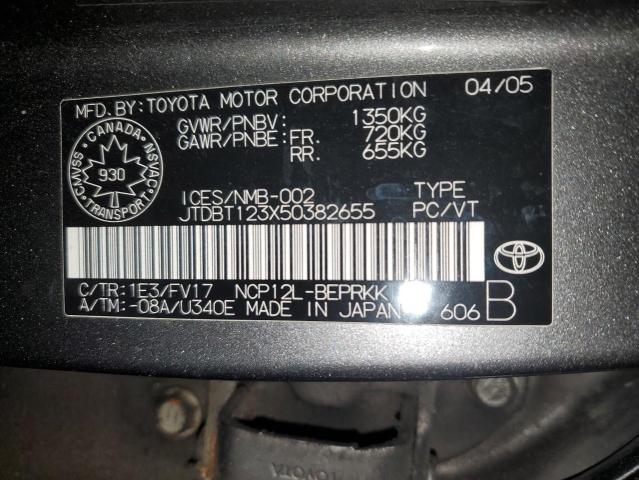 MFD.BY:TOYOTA MOTOR CORPORATION 04/05
GVWR/PNBV: 1350KG
GAWR/PNBE: FR. 720KG
RR. 655KG
CANADA
CMVSS NSVAC
930
TRANSPORT
ICES/NMB-002 TYPE
JTDBT123X50382655 PC/VT
C/TR:1E3/FV17 NCP12L-BEPRKK
A/TM:-08A/U340E MADE IN JAPAN 606 B
TOYOTA